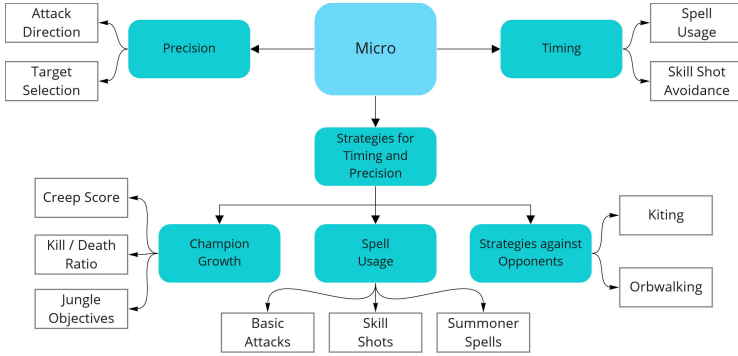 Attack
Direction
Precision
Target
Selection
Micro
Timing
Spell
Usage
Skill Shot
Avoidance
Strategies for
Timing and
Precision
Creep Score
Kill / Death
Ratio
Jungle
Objectives
Champion
Growth
Spell
Usage
Strategies against
Opponents
Kiting
Orbwalking
Basic
Attacks
Skill
Shots
Summoner
Spells